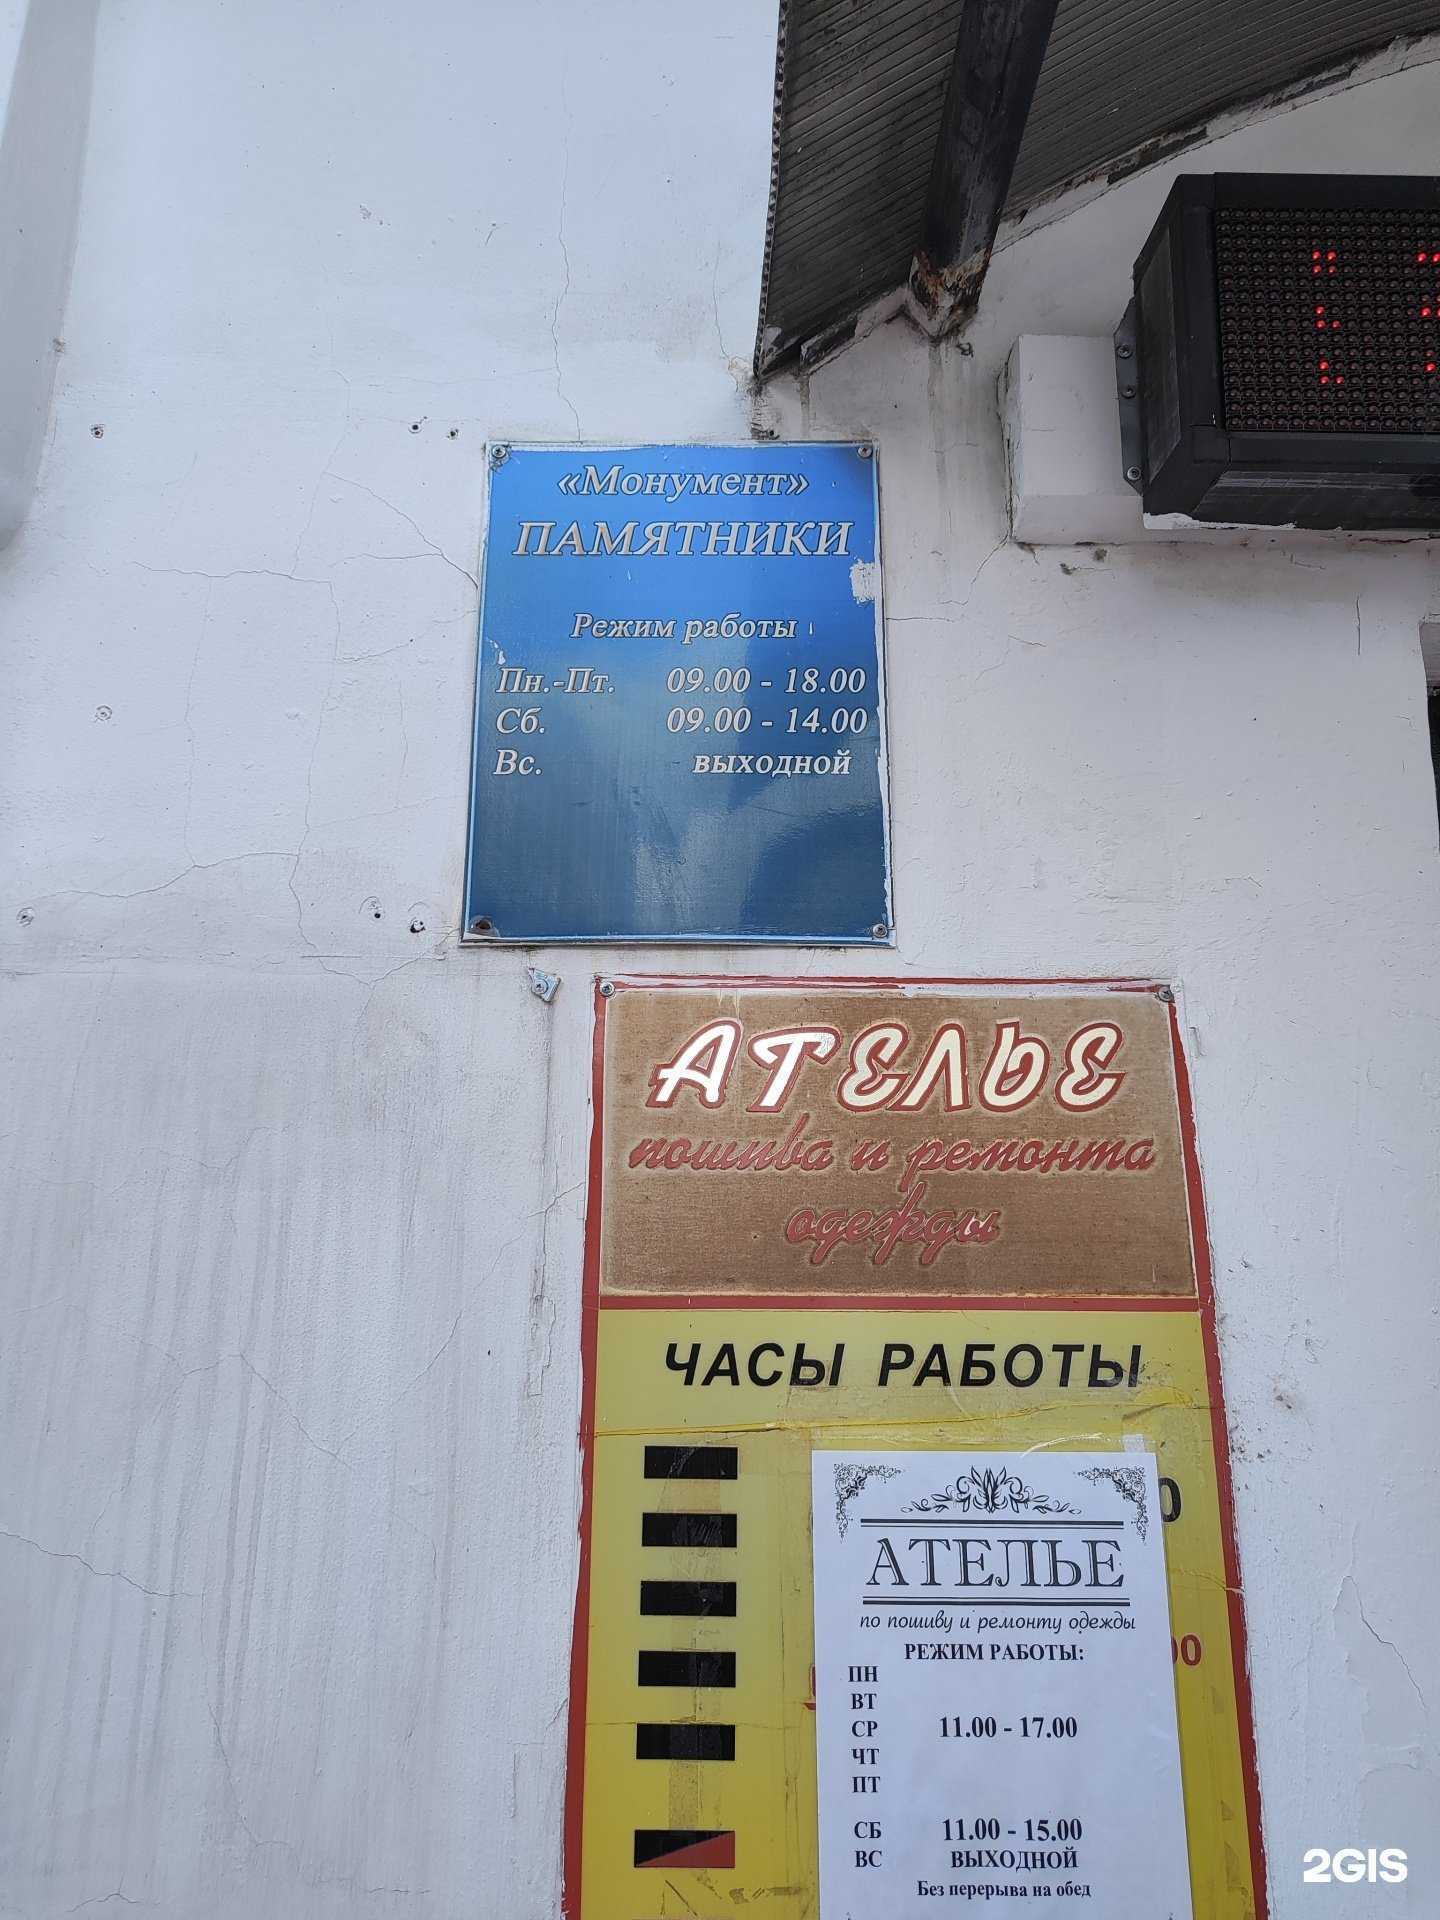 «Монумент»
ПАМЯТНИКИ
Режим работы
Пн.-Пт. 09.00 - 18.00
Сб. 09.00 - 14.00
Вс. выходной
АТЕЛЬЕ
пошива и ремонта
одежды
ЧАСЫ РАБОТЫ
АТЕЛЬЕ
по пошиву и ремонту одежды
РЕЖИМ РАБОТЫ:
ПН
ВТ
СР 11.00 - 17.00
ЧТ
ПТ
СБ 11.00 - 15.00
ВС ВЫХОДНОЙ
Без перерыва на обед
2GIS